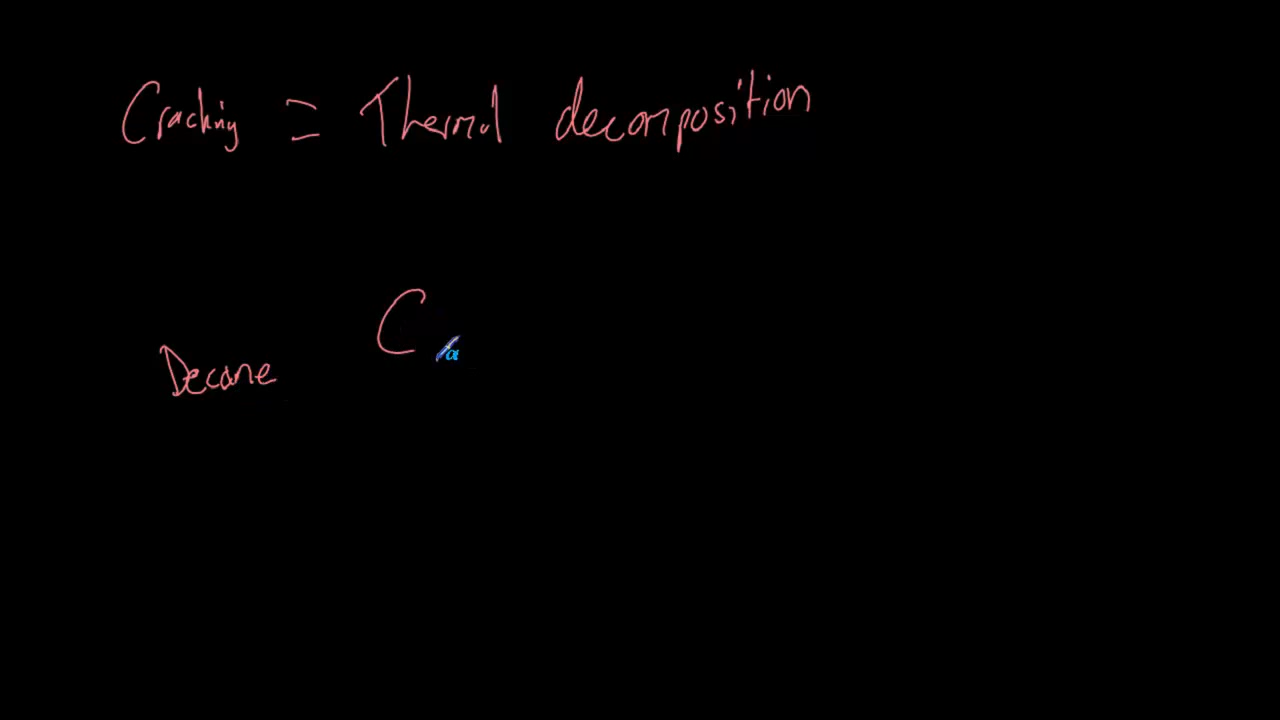 Cracking = Thermal decomposition
C
Decane